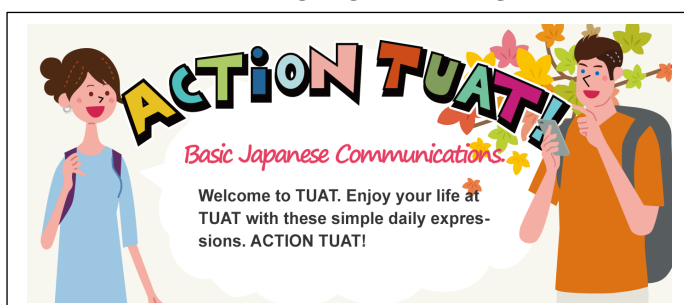 ACTiON TUAT!
Basic Japanese Communications.
Welcome to TUAT. Enjoy your life at
TUAT with these simple daily expres-
sions. ACTION TUAT!